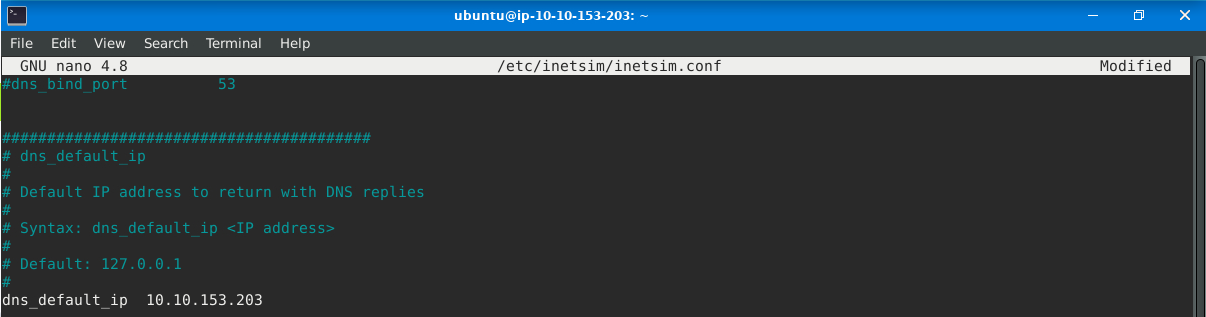 ubuntu@ip-10-10-153-203: ~
File Edit View Search Terminal Help
GNU nano 4.8 /etc/inetsim/inetsim.conf Modified
#dns_bind_port 53
#########################################
# dns_default_ip
#
# Default IP address to return with DNS replies
#
# Syntax: dns_default_ip <IP address>
#
# Default: 127.0.0.1
#
dns_default_ip 10.10.153.203